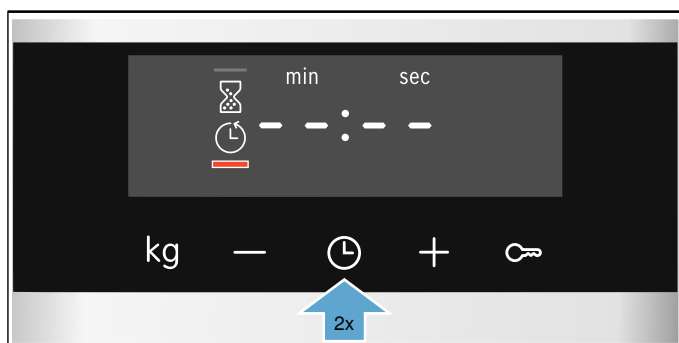 min sec
--:--
kg − +
2x